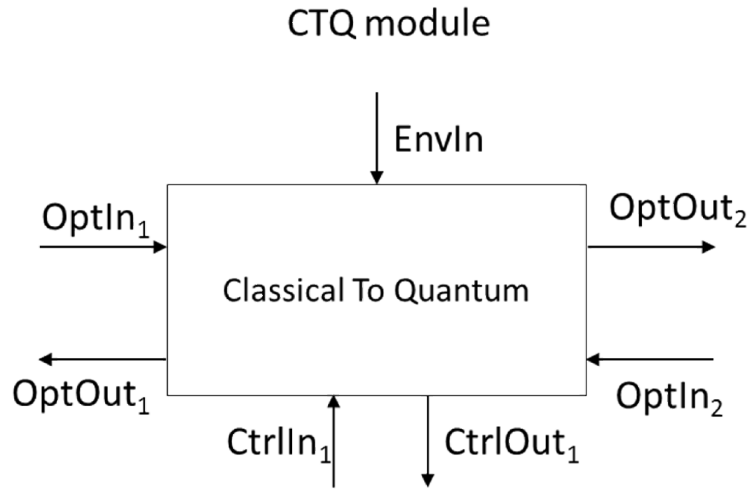 CTQ module
EnvIn
OptIn₁
OptOut₂
Classical To Quantum
OptOut₁
OptIn₂
CtrlIn₁
CtrlOut₁